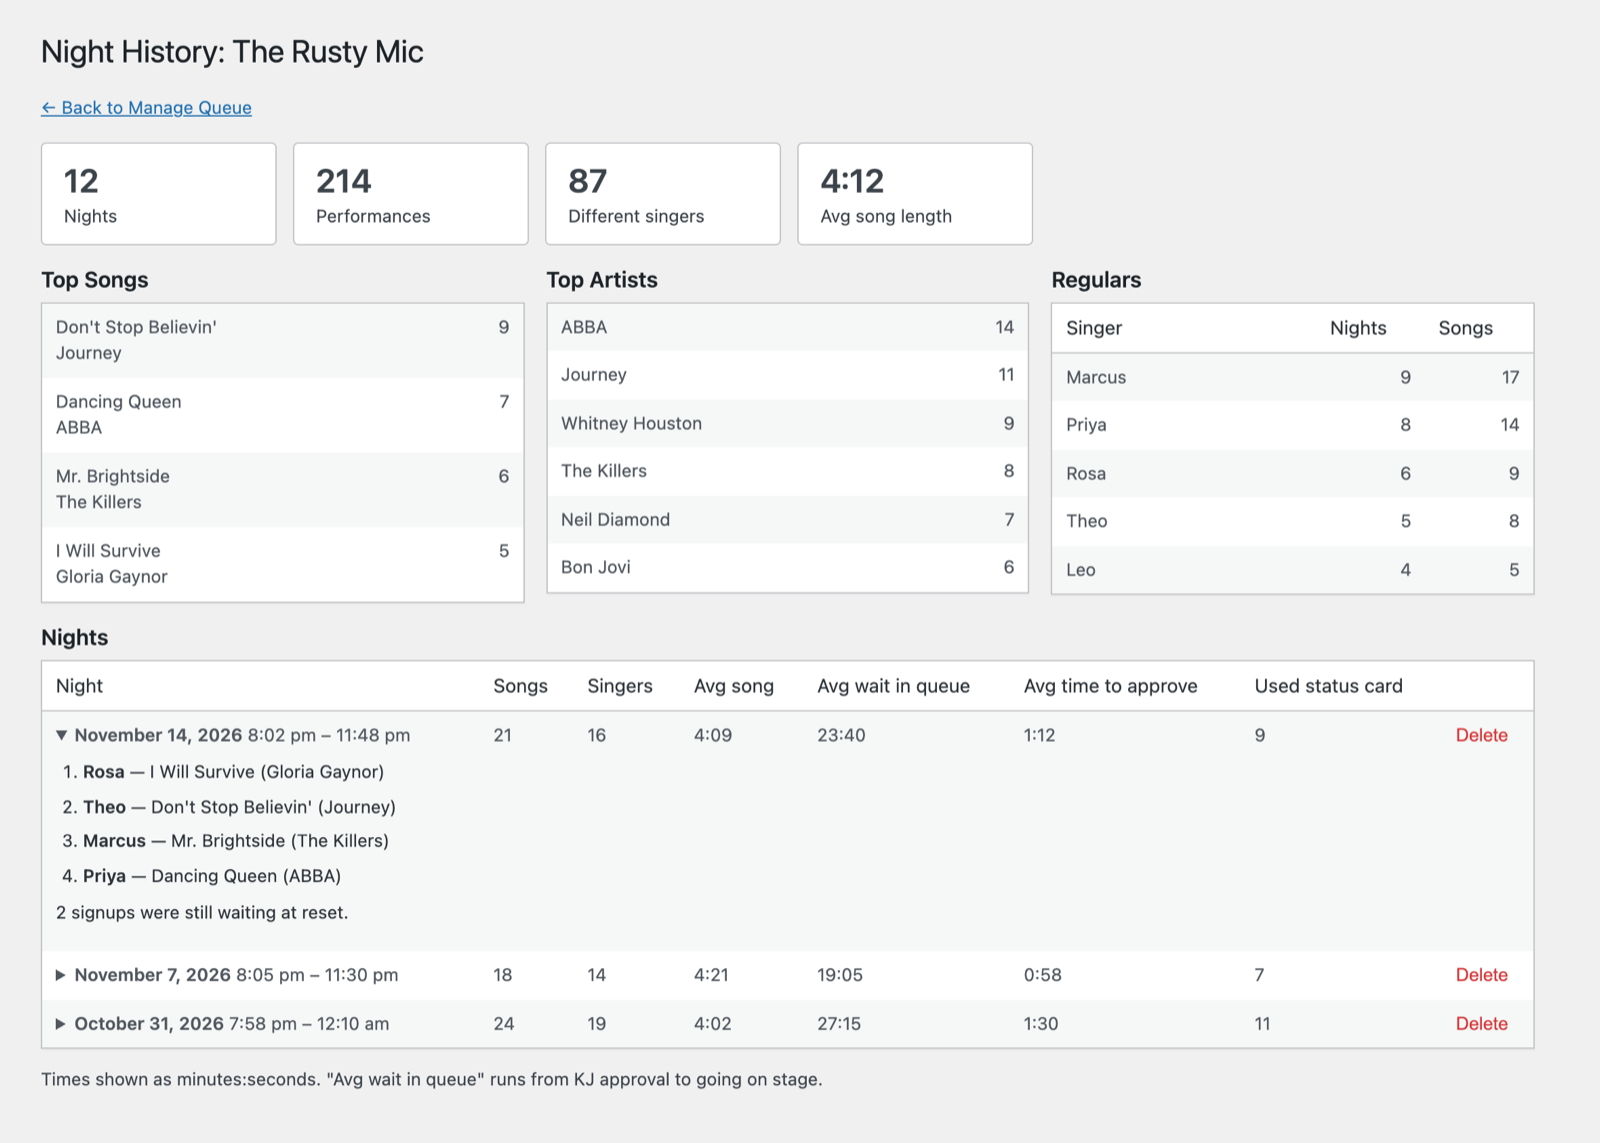 Night History: The Rusty Mic
← Back to Manage Queue
12
Nights
214
Performances
87
Different singers
4:12
Avg song length
Top Songs
Don't Stop Believin' 9
Journey
Dancing Queen 7
ABBA
Mr. Brightside 6
The Killers
I Will Survive 5
Gloria Gaynor
Top Artists
ABBA 14
Journey 11
Whitney Houston 9
The Killers 8
Neil Diamond 7
Bon Jovi 6
Regulars
Singer Nights Songs
Marcus 9 17
Priya 8 14
Rosa 6 9
Theo 5 8
Leo 4 5
Nights
Night Songs Singers Avg song Avg wait in queue Avg time to approve Used status card
▼ November 14, 2026 8:02 pm – 11:48 pm 21 16 4:09 23:40 1:12 9 Delete
1. Rosa — I Will Survive (Gloria Gaynor)
2. Theo — Don't Stop Believin' (Journey)
3. Marcus — Mr. Brightside (The Killers)
4. Priya — Dancing Queen (ABBA)
2 signups were still waiting at reset.
▶ November 7, 2026 8:05 pm – 11:30 pm 18 14 4:21 19:05 0:58 7 Delete
▶ October 31, 2026 7:58 pm – 12:10 am 24 19 4:02 27:15 1:30 11 Delete
Times shown as minutes:seconds. "Avg wait in queue" runs from KJ approval to going on stage.